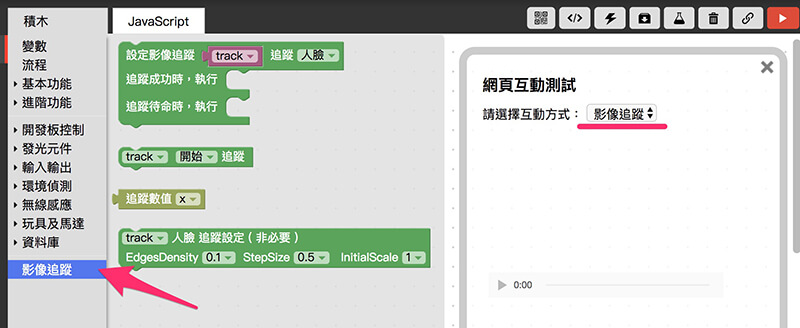 積木
JavaScript
</>
變數
流程
基本功能
進階功能
開發板控制
發光元件
輸入輸出
環境偵測
無線感應
玩具及馬達
資料庫
影像追蹤
設定影像追蹤 track 追蹤 人臉
追蹤成功時，執行
追蹤待命時，執行
track 開始 追蹤
追蹤數值 x
track 人臉 追蹤設定 ( 非必要 )
EdgesDensity 0.1 StepSize 0.5 InitialScale 1
網頁互動測試
請選擇互動方式： 影像追蹤
0:00